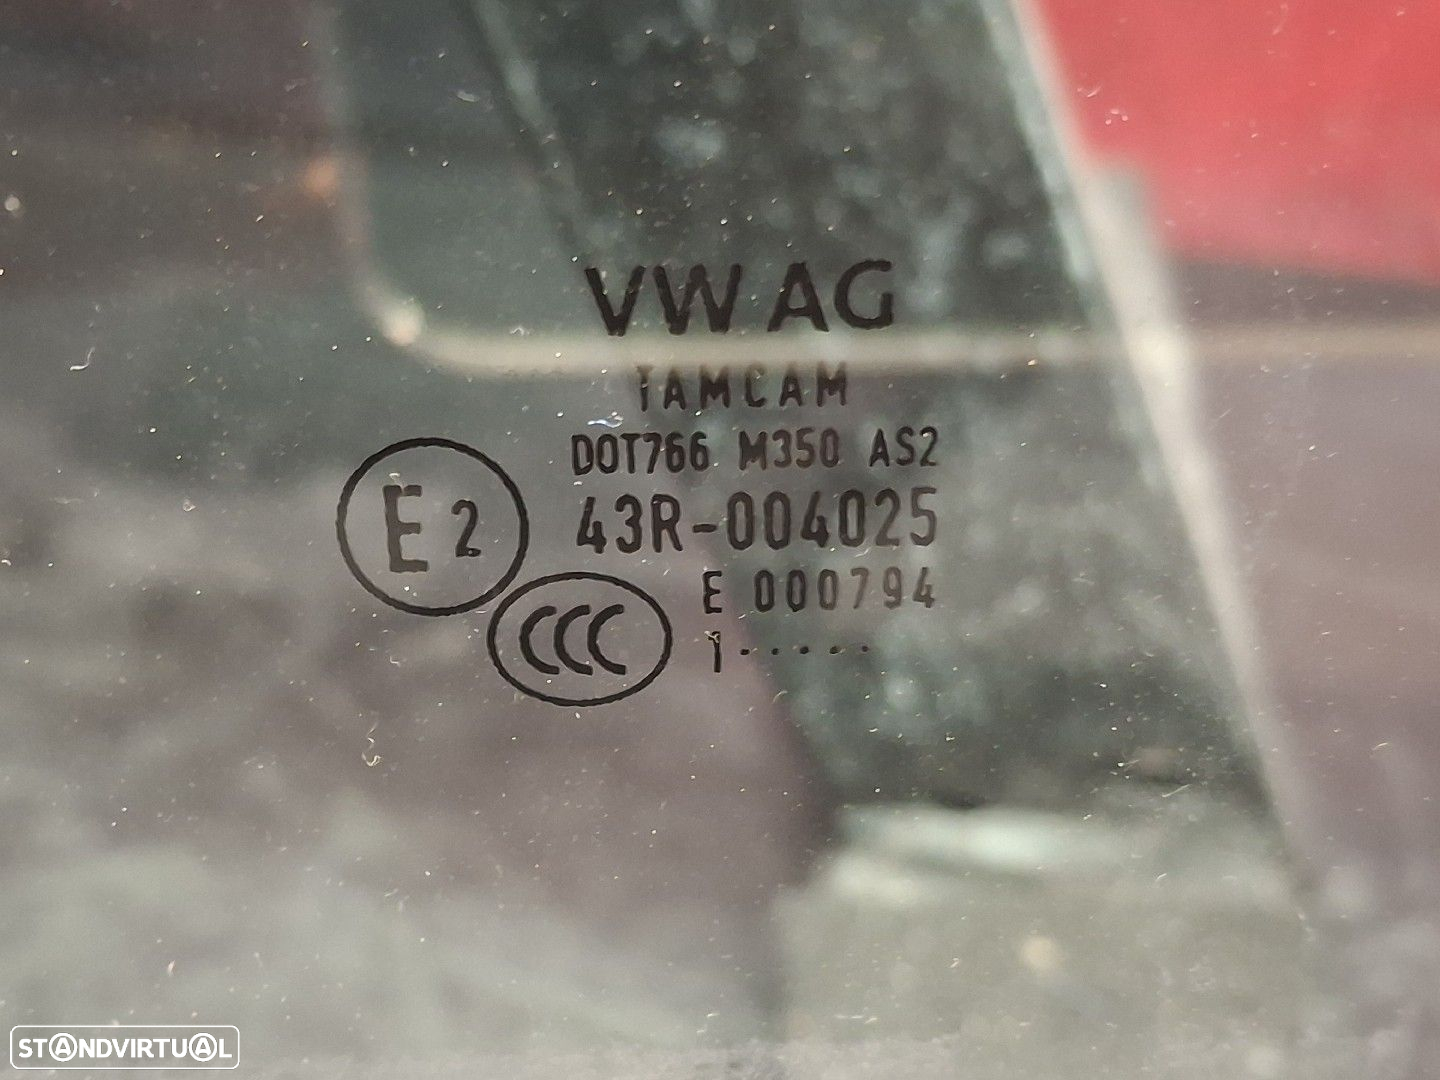 VW AG
TAMCAM
DOT766 M350 AS2
E2
43R-004025
E 000794
CCC
1·····
STANDVIRTUAL